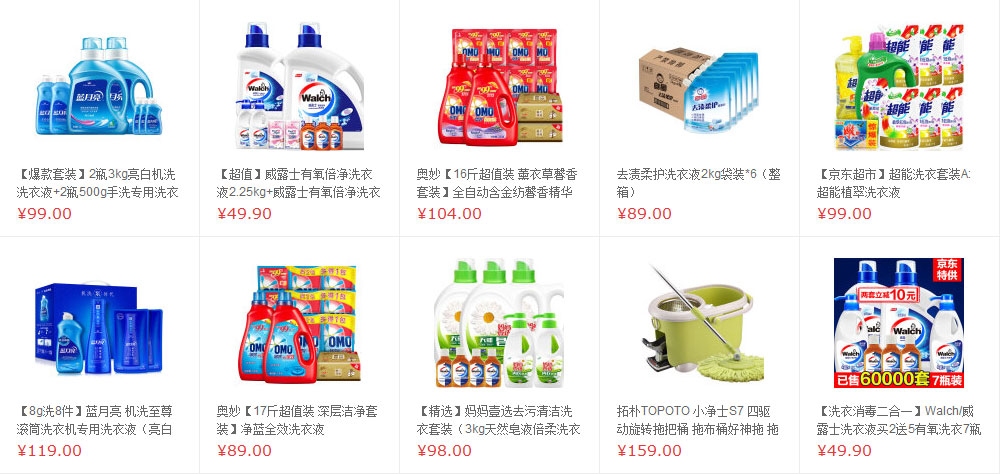 蓝月亮
Walch
Walch
OMO
OMO
去渍柔护
超能
超能
超能
【爆款套装】2瓶3kg亮白机洗
洗衣液+2瓶500g手洗专用洗衣
¥99.00
【超值】威露士有氧倍净洗衣
液2.25kg+威露士有氧倍净洗衣
¥49.90
奥妙【16斤超值装 薰衣草馨香
套装】全自动含金纺馨香精华
¥104.00
去渍柔护洗衣液2kg袋装*6（整
箱）
¥89.00
【京东超市】超能洗衣套装A:
超能植翠洗衣液
¥99.00
蓝月亮
OMO
OMO
京东
特供
两套立减10元
Walch
Walch
已售60000套 7瓶装
【8g洗8件】蓝月亮 机洗至尊
滚筒洗衣机专用洗衣液（亮白
¥119.00
奥妙【17斤超值装 深层洁净套
装】净蓝全效洗衣液
¥89.00
【精选】妈妈壹选去污清洁洗
衣套装（3kg天然皂液倍柔洗衣
¥98.00
拓朴TOPOTO 小净士S7 四驱
动旋转拖把桶 拖布桶好神拖 拖
¥159.00
【洗衣消毒二合一】Walch/威
露士洗衣液买2送5有氧洗衣7瓶
¥49.90